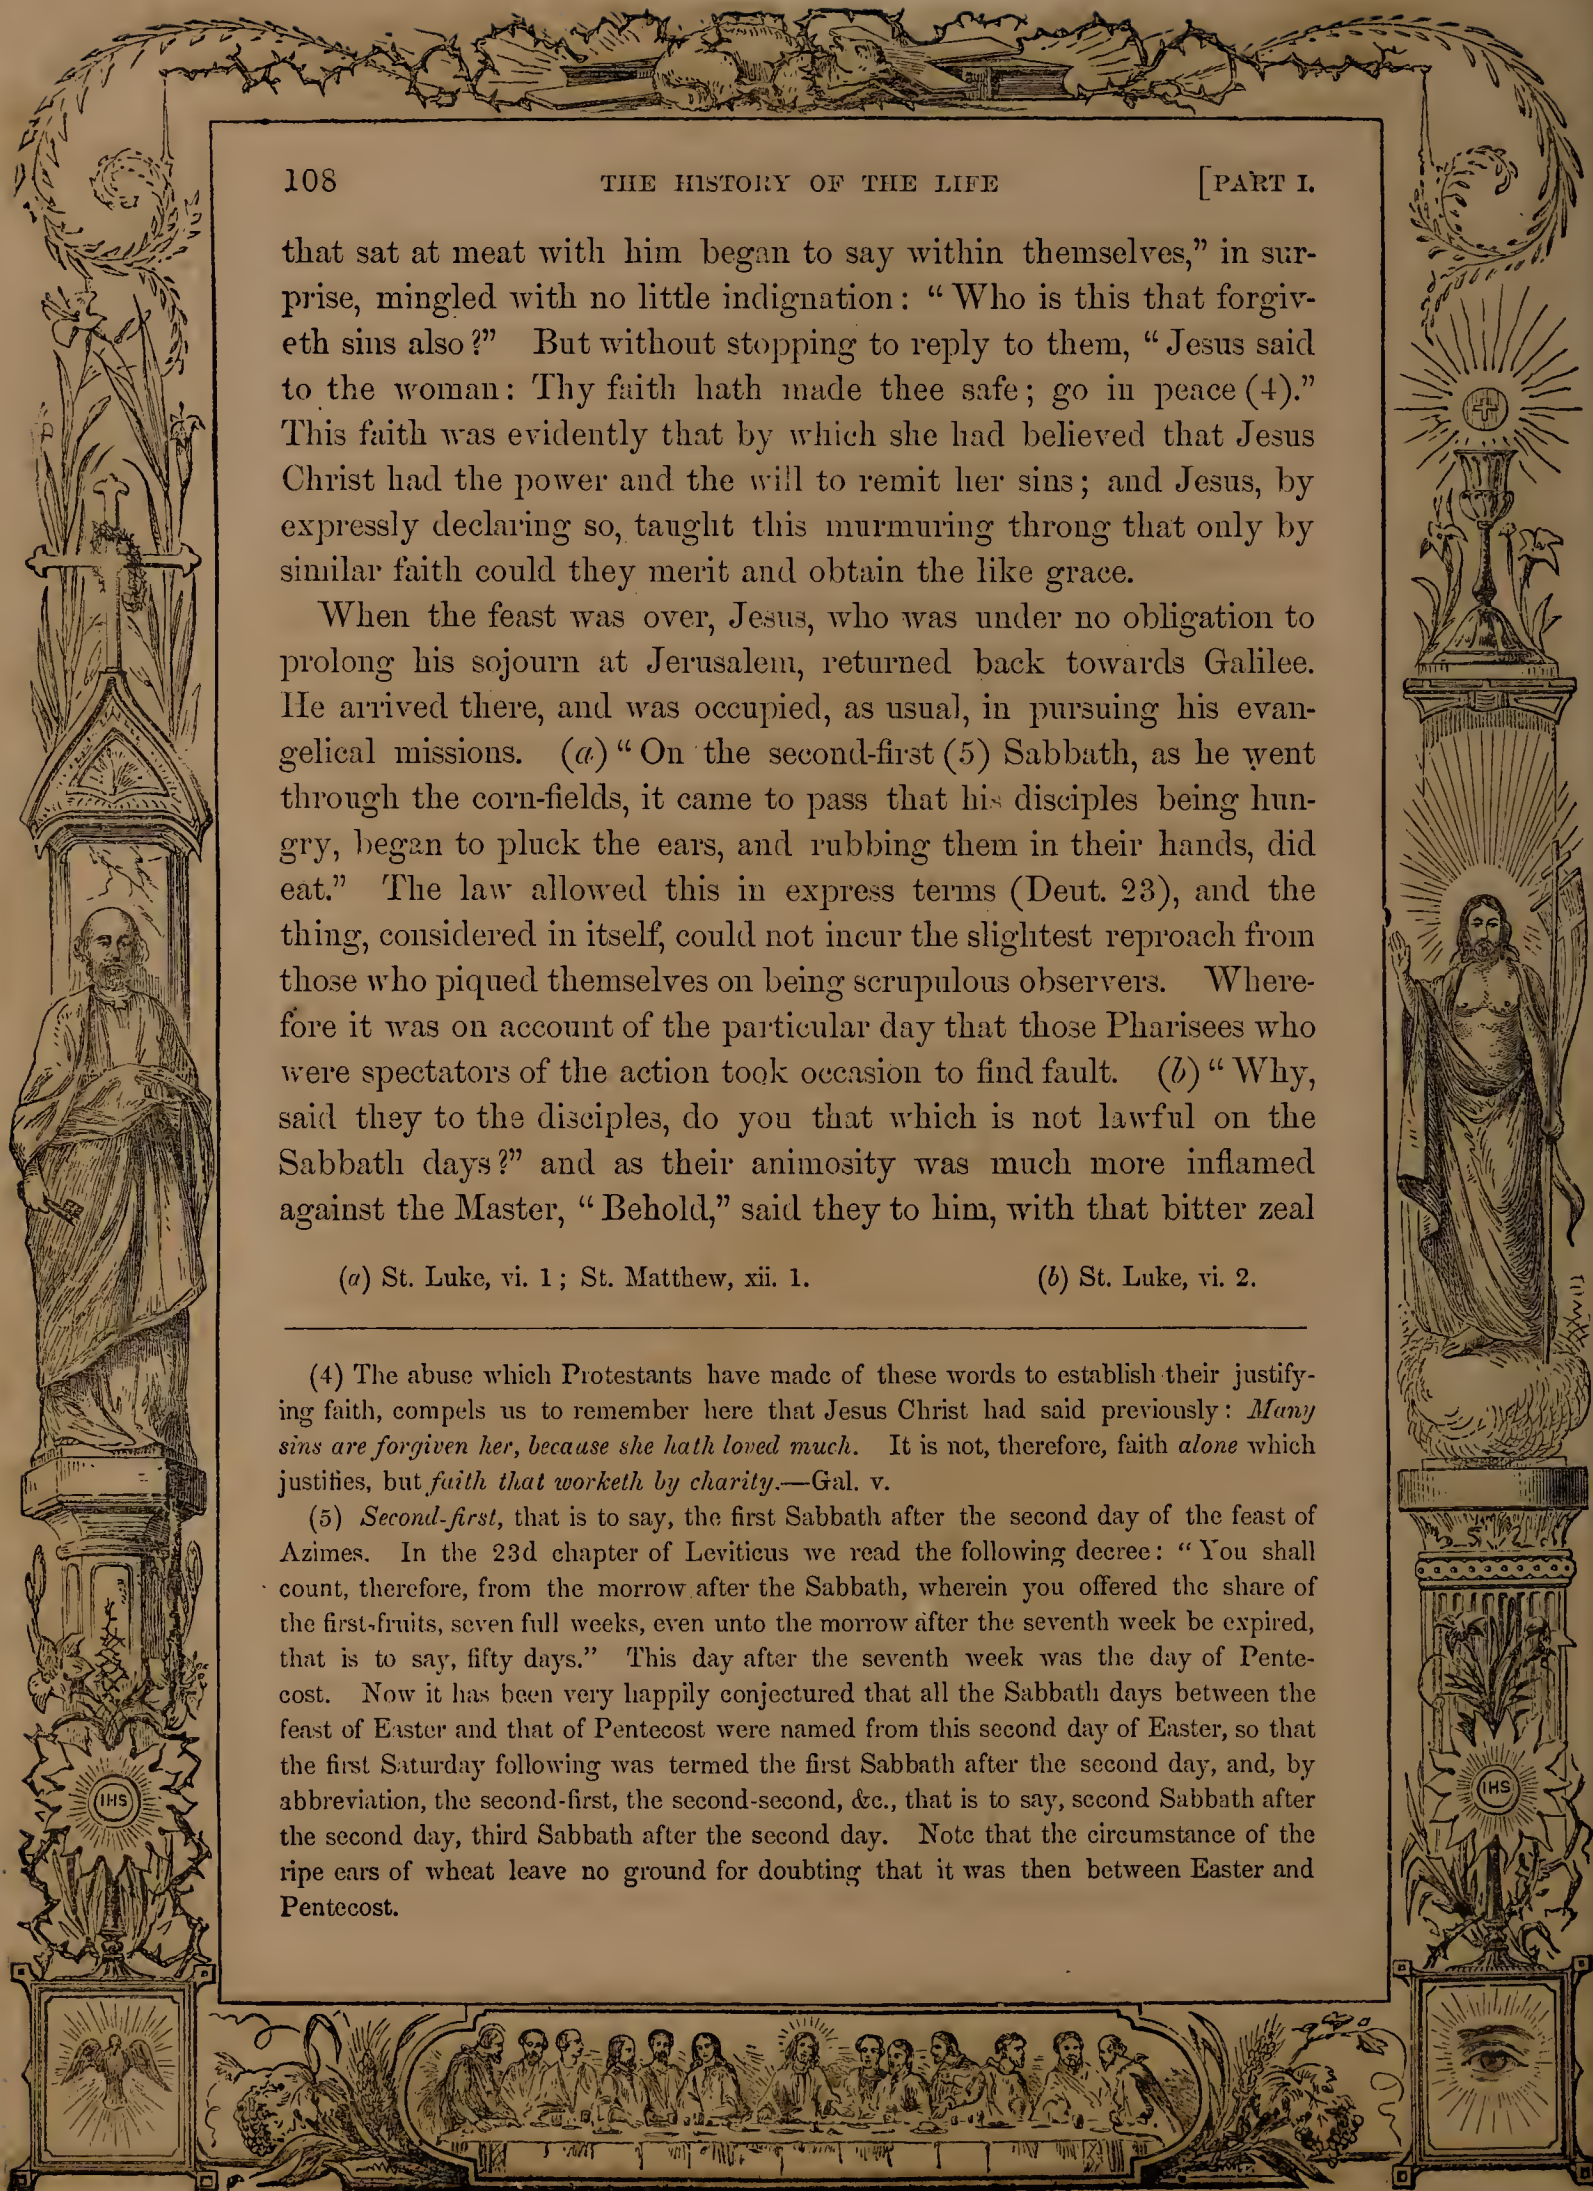 108 THE HISTORY OF THE LIFE [PART I.
that sat at meat with him began to say within themselves,” in sur-
prise, mingled with no little indignation: “Who is this that forgiv-
eth sins also?” But without stopping to reply to them, “Jesus said
to the woman: Thy faith hath made thee safe; go in peace (4).”
This faith was evidently that by which she had believed that Jesus
Christ had the power and the will to remit her sins; and Jesus, by
expressly declaring so, taught this murmuring throng that only by
similar faith could they merit and obtain the like grace.
When the feast was over, Jesus, who was under no obligation to
prolong his sojourn at Jerusalem, returned back towards Galilee.
He arrived there, and was occupied, as usual, in pursuing his evan-
gelical missions. (a) “On the second-first (5) Sabbath, as he went
through the corn-fields, it came to pass that his disciples being hun-
gry, began to pluck the ears, and rubbing them in their hands, did
eat.” The law allowed this in express terms (Deut. 23), and the
thing, considered in itself, could not incur the slightest reproach from
those who piqued themselves on being scrupulous observers. Where-
fore it was on account of the particular day that those Pharisees who
were spectators of the action took occasion to find fault. (b) “Why,
said they to the disciples, do you that which is not lawful on the
Sabbath days?” and as their animosity was much more inflamed
against the Master, “Behold,” said they to him, with that bitter zeal
(a) St. Luke, vi. 1; St. Matthew, xii. 1. (b) St. Luke, vi. 2.
(4) The abuse which Protestants have made of these words to establish their justify-
ing faith, compels us to remember here that Jesus Christ had said previously: Many
sins are forgiven her, because she hath loved much. It is not, therefore, faith alone which
justifies, but faith that worketh by charity.—Gal. v.
(5) Second-first, that is to say, the first Sabbath after the second day of the feast of
Azimes. In the 23d chapter of Leviticus we read the following decree: “You shall
count, therefore, from the morrow after the Sabbath, wherein you offered the share of
the first-fruits, seven full weeks, even unto the morrow after the seventh week be expired,
that is to say, fifty days.” This day after the seventh week was the day of Pente-
cost. Now it has been very happily conjectured that all the Sabbath days between the
feast of Easter and that of Pentecost were named from this second day of Easter, so that
the first Saturday following was termed the first Sabbath after the second day, and, by
abbreviation, the second-first, the second-second, &c., that is to say, second Sabbath after
the second day, third Sabbath after the second day. Note that the circumstance of the
ripe ears of wheat leave no ground for doubting that it was then between Easter and
Pentecost.
IHS
IHS